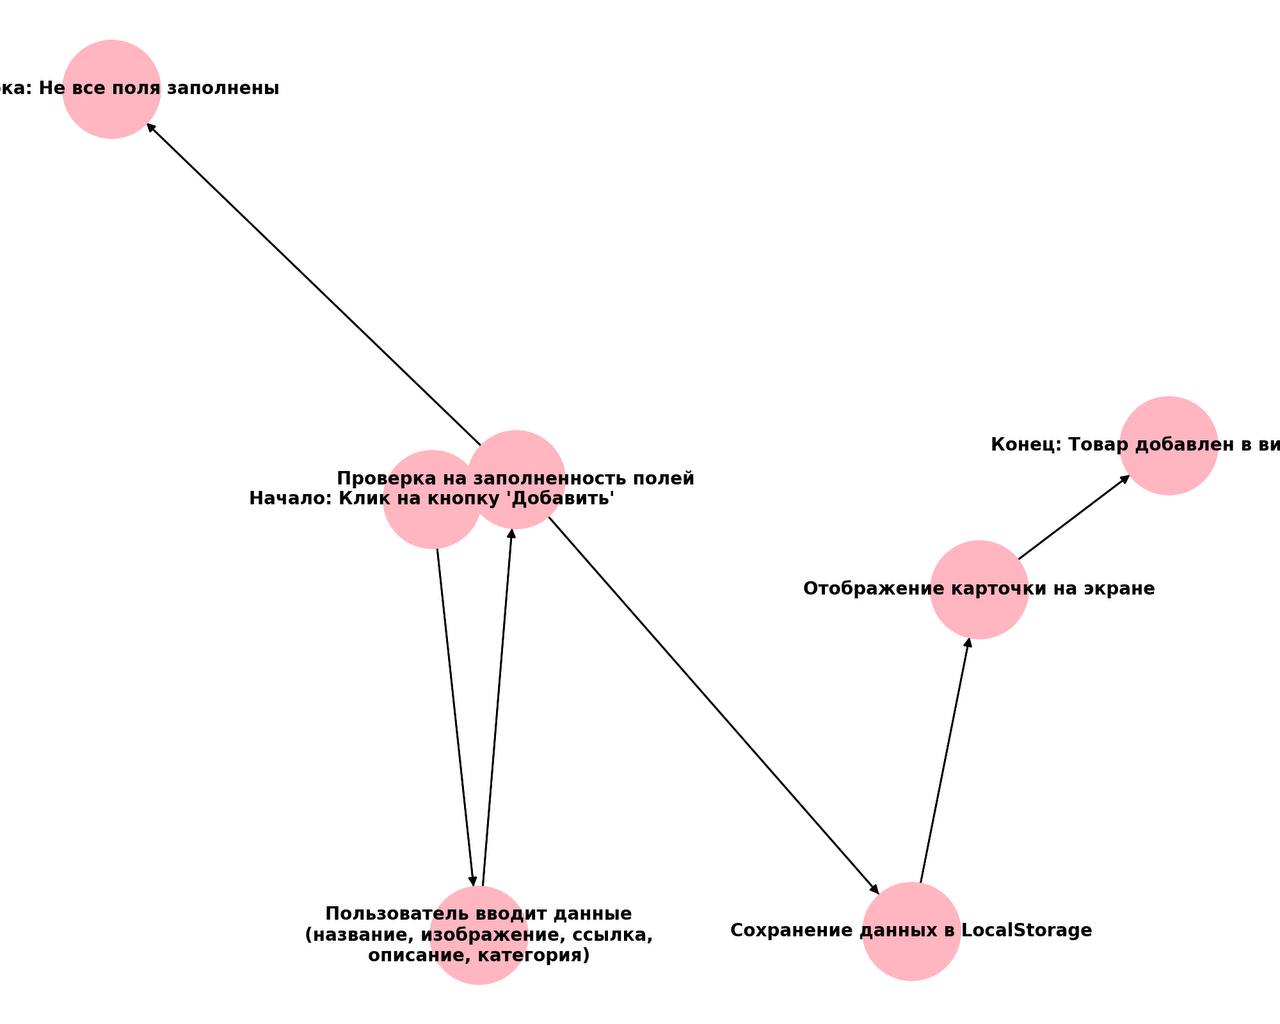 ка: Не все поля заполнены
Конец: Товар добавлен в
Проверка на заполненность полей
Начало: Клик на кнопку 'Добавить'
Отображение карточки на экране
Пользователь вводит данные
(название, изображение, ссылка,
описание, категория)
Сохранение данных в LocalStorage